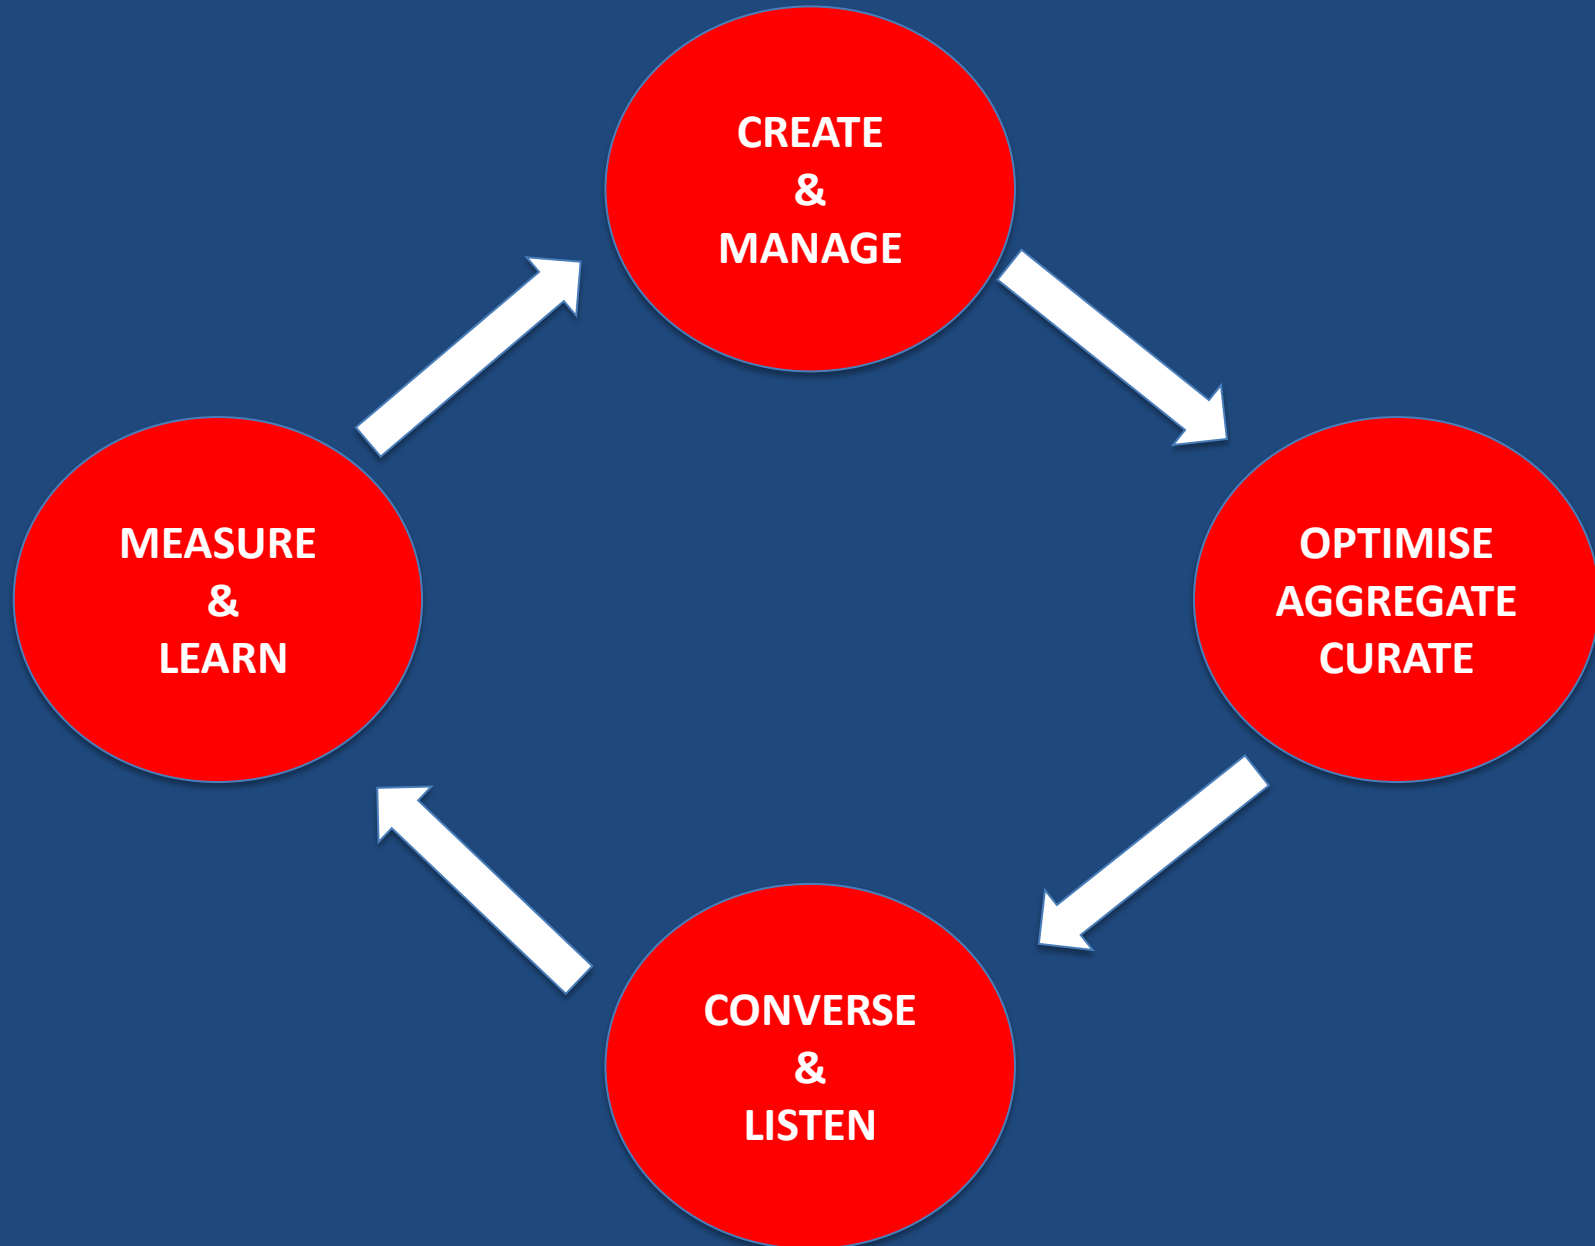 CREATE
&
MANAGE
OPTIMISE
AGGREGATE
CURATE
CONVERSE
&
LISTEN
MEASURE
&
LEARN